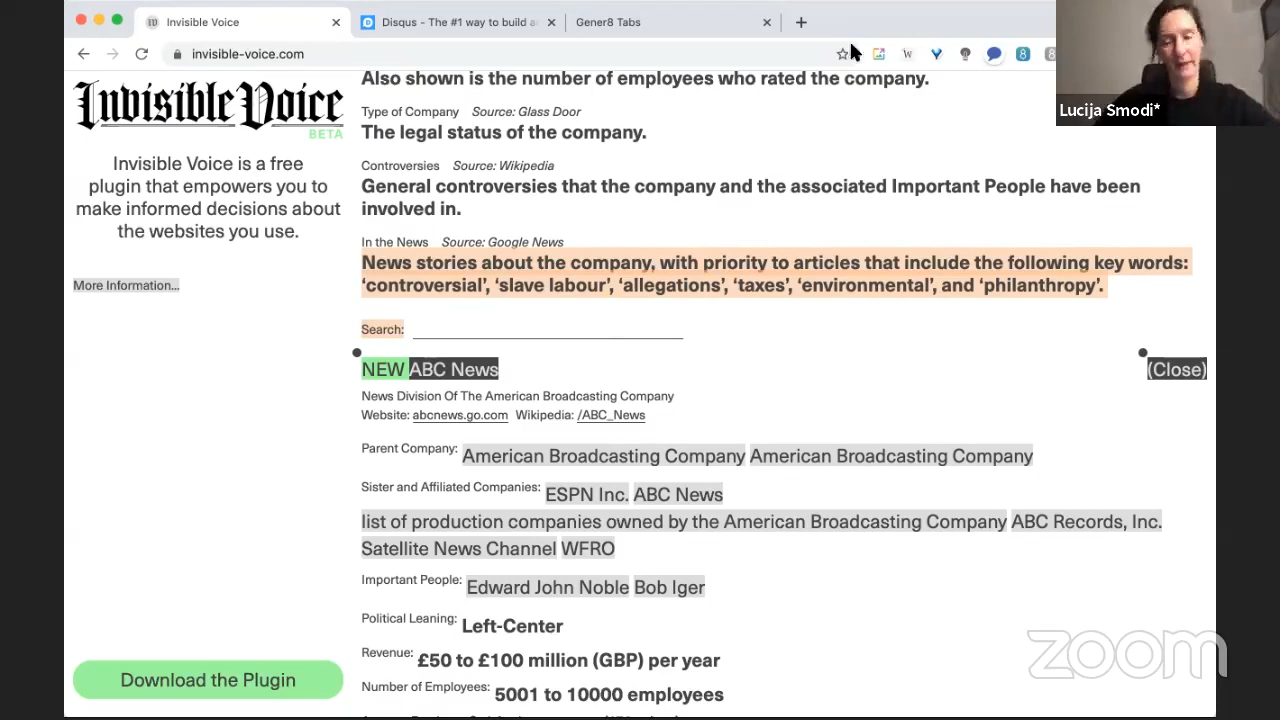 Invisible Voice
Disqus - The #1 way to build a
Gener8 Tabs
invisible-voice.com
Lucija Smodi*
Invisible Voice
BETA
Invisible Voice is a free
plugin that empowers you to
make informed decisions about
the websites you use.
More Information...
Download the Plugin
Also shown is the number of employees who rated the company.
Type of Company Source: Glass Door
The legal status of the company.
Controversies Source: Wikipedia
General controversies that the company and the associated Important People have been
involved in.
In the News Source: Google News
News stories about the company, with priority to articles that include the following key words:
‘controversial’, ‘slave labour’, ‘allegations’, ‘taxes’, ‘environmental’, and ‘philanthropy’.
Search:
NEW ABC News (Close)
News Division Of The American Broadcasting Company
Website: abcnews.go.com Wikipedia: /ABC_News
Parent Company: American Broadcasting Company American Broadcasting Company
Sister and Affiliated Companies: ESPN Inc. ABC News
list of production companies owned by the American Broadcasting Company ABC Records, Inc.
Satellite News Channel WFRO
Important People: Edward John Noble Bob Iger
Political Leaning: Left-Center
Revenue: £50 to £100 million (GBP) per year
Number of Employees: 5001 to 10000 employees
zoom